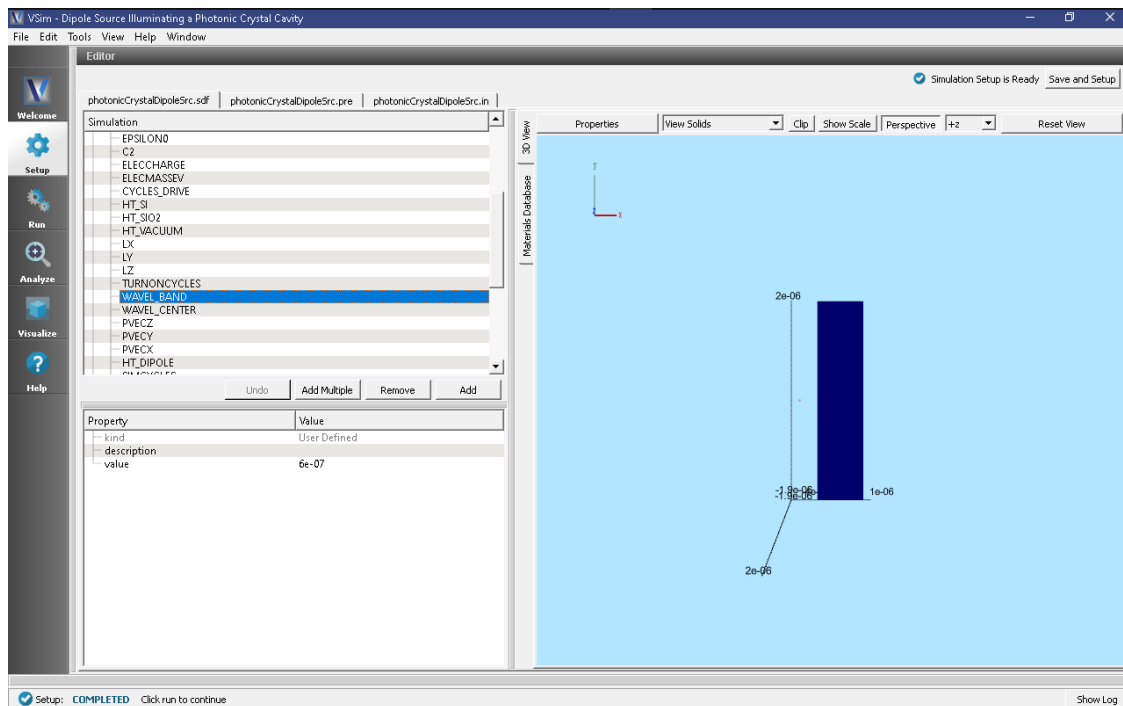 VSim - Dipole Source Illuminating a Photonic Crystal Cavity
File Edit Tools View Help Window
Editor
Simulation Setup is Ready Save and Setup
Welcome
Setup
Run
Analyze
Visualize
Help
photonicCrystalDipoleSrc.sdf photonicCrystalDipoleSrc.pre photonicCrystalDipoleSrc.in
Simulation
EPSILON0
C2
ELECCHARGE
ELECMASSEV
CYCLES_DRIVE
HT_SI
HT_SIO2
HT_VACUUM
LX
LY
LZ
TURNONCYCLES
WAVEL_BAND
WAVEL_CENTER
PVECZ
PVECY
PVECX
HT_DIPOLE
Undo Add Multiple Remove Add
Property Value
kind User Defined
description
value 6e-07
3D View
Materials Database
Properties View Solids Clip Show Scale Perspective +z Reset View
y
z x
2e-06
-1.9e-06
1e-06
2e-06
Setup: COMPLETED Click run to continue
Show Log